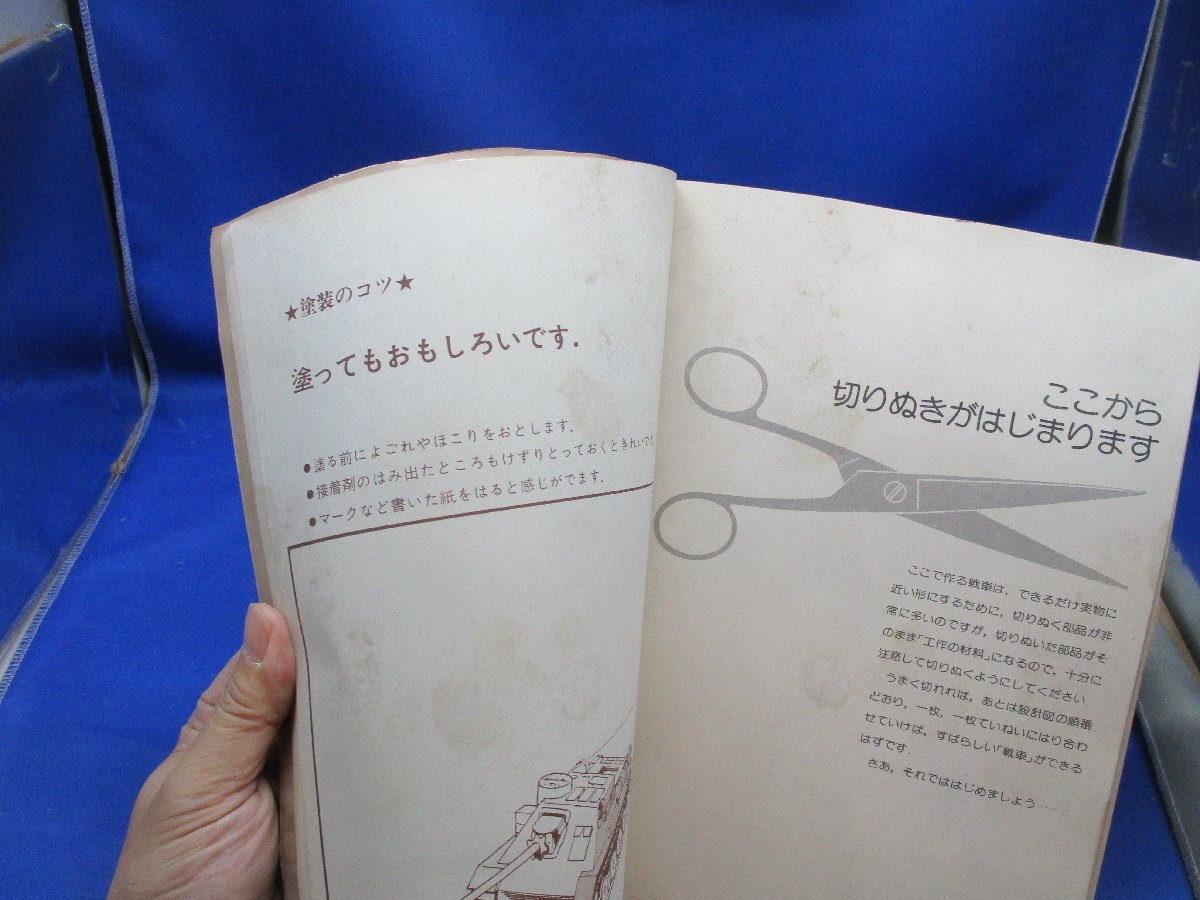 ★塗装のコツ★
塗ってもおもしろいです.
●塗る前によごれやほこりをおとします.
●接着剤のはみ出たところもけずりとっておくときれいです.
●マークなど書いた紙をはると感じがでます.
ここから
切りぬきがはじまります
ここで作る戦車は，できるだけ実物に
近い形にするために，切りぬく部品が非
常に多いのですが，切りぬいた部品がそ
のまま「工作の材料」になるので，十分に
注意して切りぬくようにしてください.
うまく切れれば，あとは設計図の順番
どおり，一枚，一枚ていねいにはり合わ
せていけば，すばらしい「戦車」ができる
はずです.
さあ，それでははじめましょう……